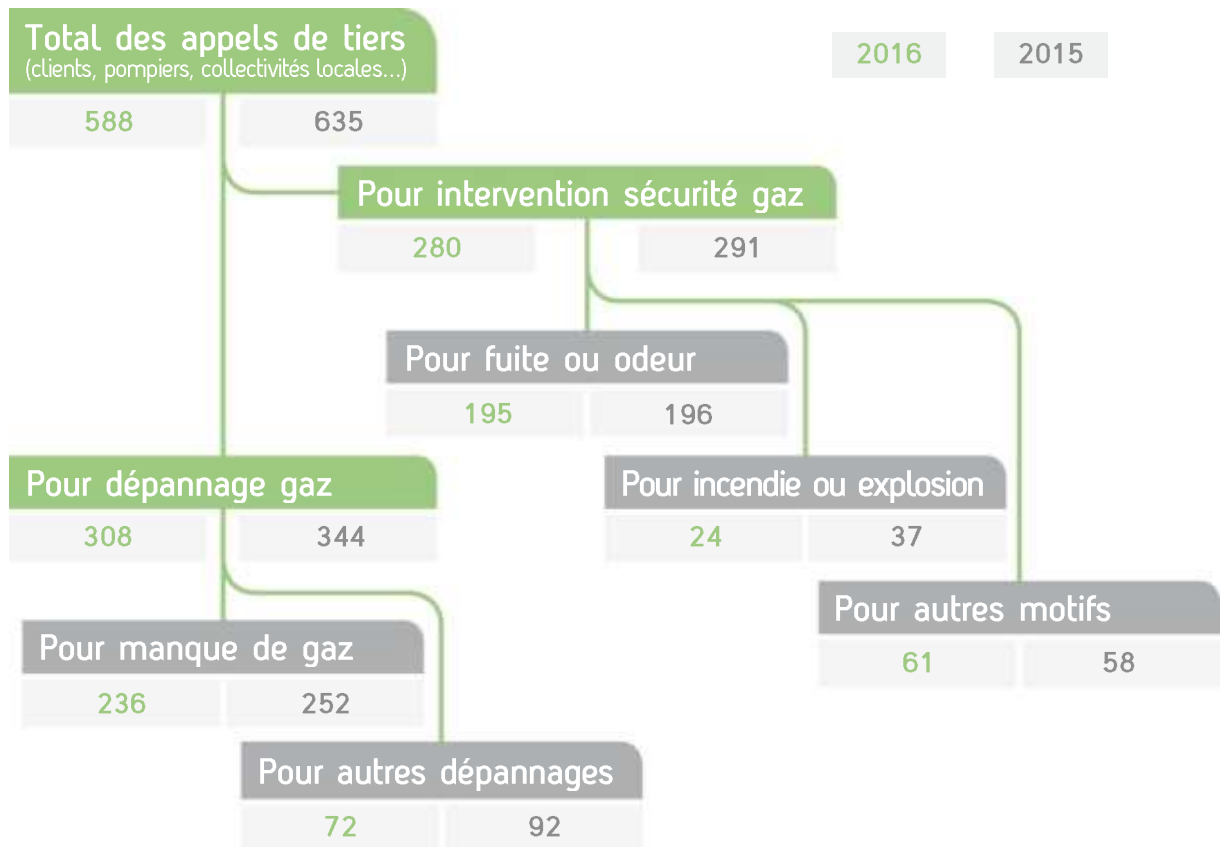 Total des appels de tiers
(clients, pompiers, collectivités locales...)
2016 2015
588 635
Pour intervention sécurité gaz
280 291
Pour fuite ou odeur
195 196
Pour dépannage gaz
308 344
Pour incendie ou explosion
24 37
Pour autres motifs
61 58
Pour manque de gaz
236 252
Pour autres dépannages
72 92